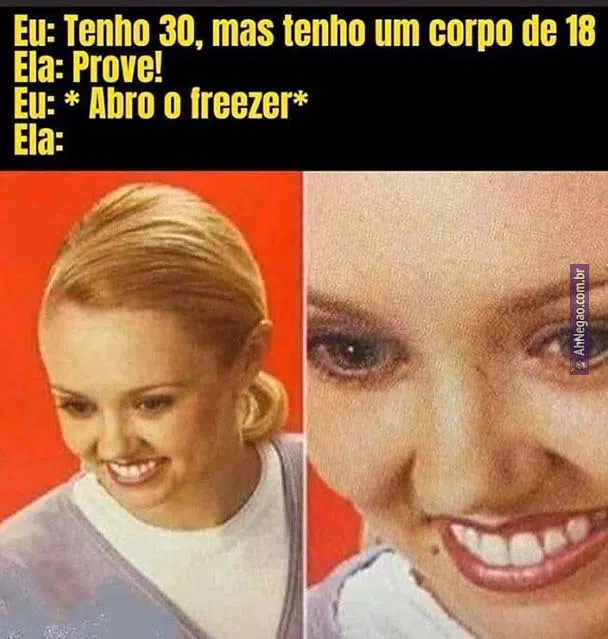 Eu: Tenho 30, mas tenho um corpo de 18
Ela: Prove!
Eu: * Abro o freezer*
Ela:
AhNegao.com.br